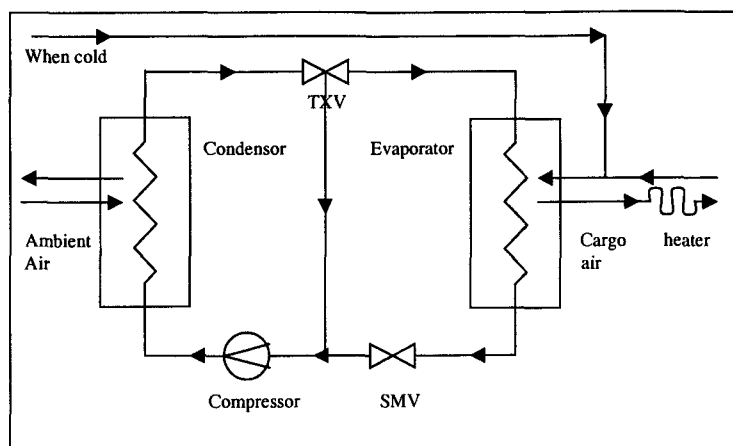 When cold
TXV
Condensor
Evaporator
Ambient
Air
Cargo
air
heater
Compressor
SMV